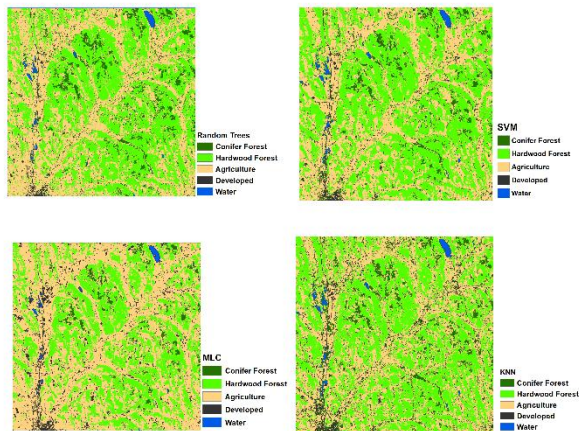 Random Trees
Conifer Forest
Hardwood Forest
Agriculture
Developed
Water
SVM
Conifer Forest
Hardwood Forest
Agriculture
Developed
Water
MLC
Conifer Forest
Hardwood Forest
Agriculture
Developed
Water
KNN
Conifer Forest
Hardwood Forest
Agriculture
Developed
Water